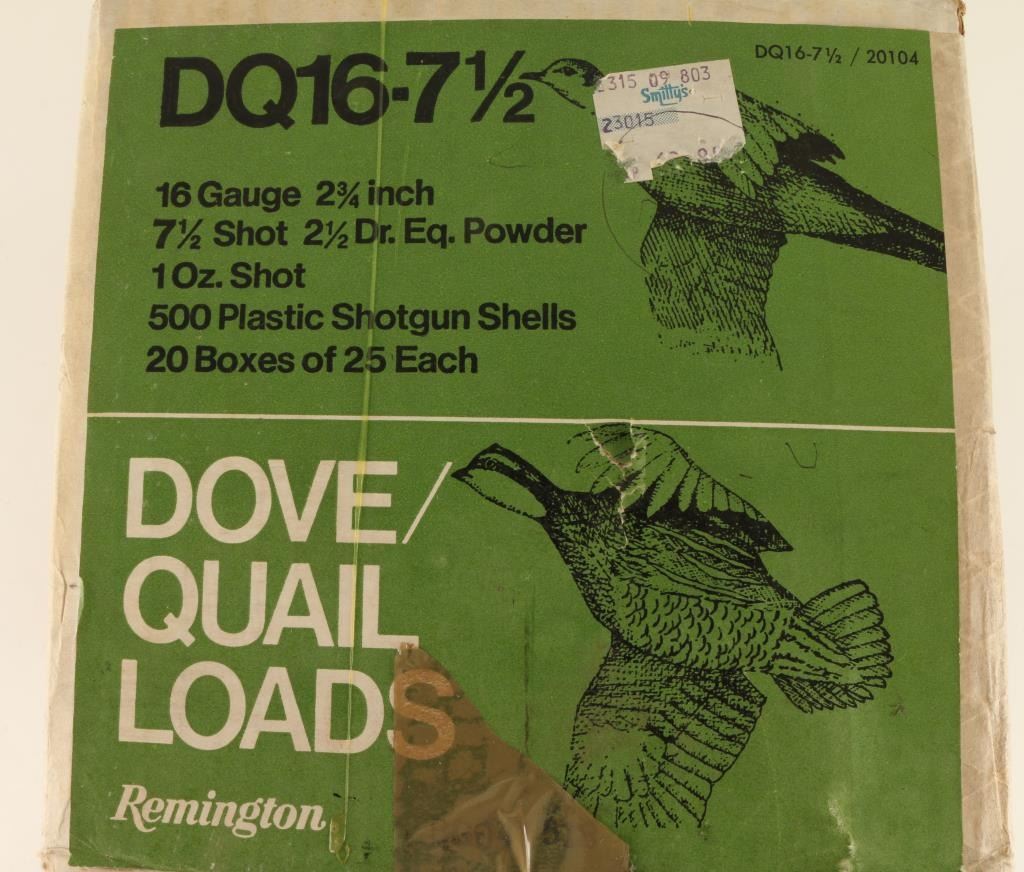 DQ16-7½
DQ16-7½ / 20104
315 09 803
Smitty's
23015
16 Gauge 2¾ inch
7½ Shot 2½ Dr. Eq. Powder
1 Oz. Shot
500 Plastic Shotgun Shells
20 Boxes of 25 Each
DOVE/
QUAIL
LOADS
Remington